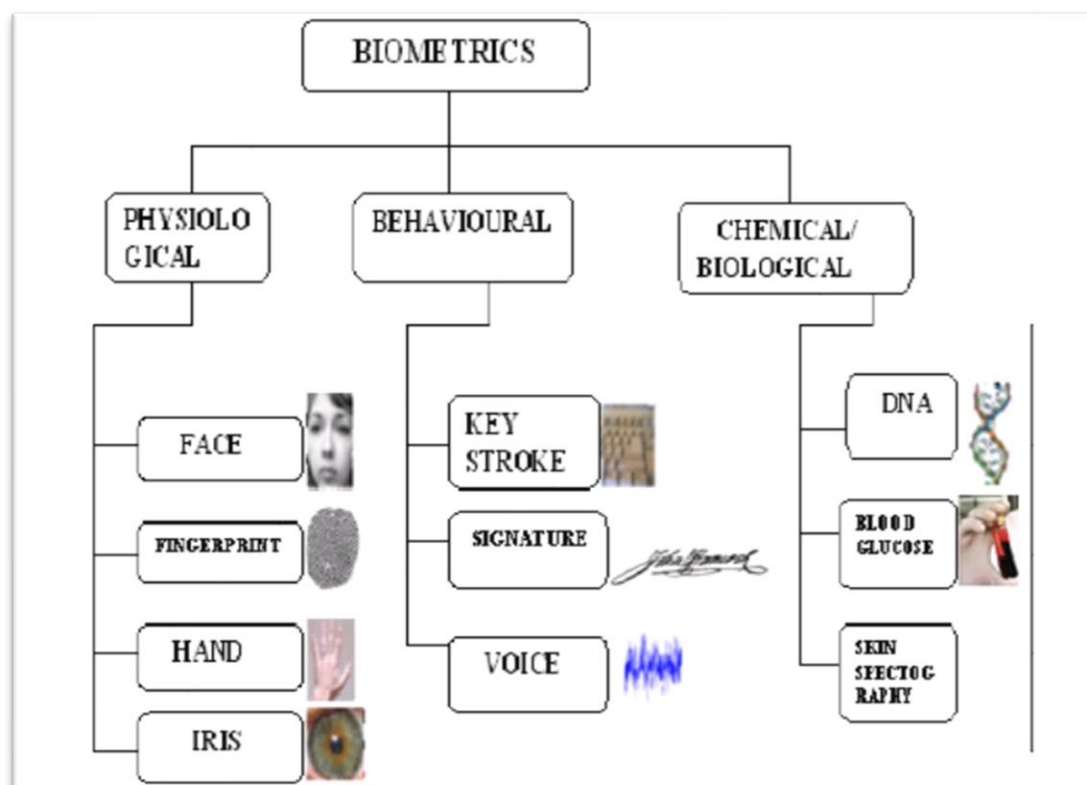 BIOMETRICS
PHYSIOLO
GICAL
BEHAVIOURAL
CHEMICAL/
BIOLOGICAL
FACE
FINGERPRINT
HAND
IRIS
KEY
STROKE
SIGNATURE
VOICE
DNA
BLOOD
GLUCOSE
SKIN
SPECTOG
RAPHY